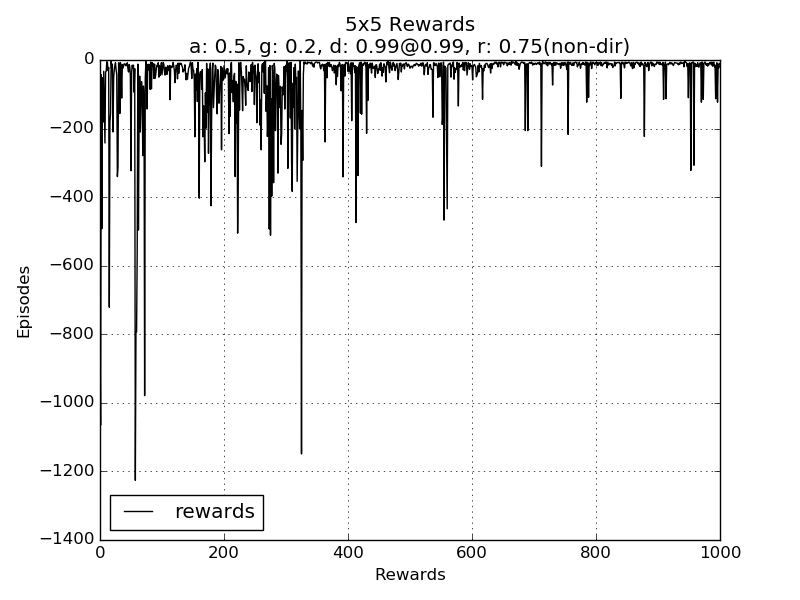 5x5 Rewards
a: 0.5, g: 0.2, d: 0.99@0.99, r: 0.75(non-dir)
0
−200
−400
−600
−800
−1000
−1200
−1400
Episodes
rewards
0 200 400 600 800 1000
Rewards